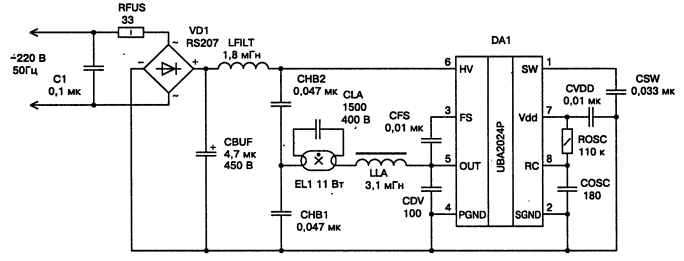 RFUS
33
~220 В
50Гц
C1
0,1 мк
~
~
−
+
VD1
RS207
LFILT
1,8 мГн
CBUF
4,7 мк
450 В
+
CHB2
0,047 мк
CLA
1500
400 В
EL1 11 Вт
LLA
3,1 мГн
CHB1
0,047 мк
CFS
0,01 мк
CDV
100
DA1
UBA2024P
6
HV
3
FS
5
OUT
4
PGND
SW
1
Vdd
7
RC
8
SGND
2
CVDD
0,01 мк
CSW
0,033 мк
ROSC
110 к
COSC
180